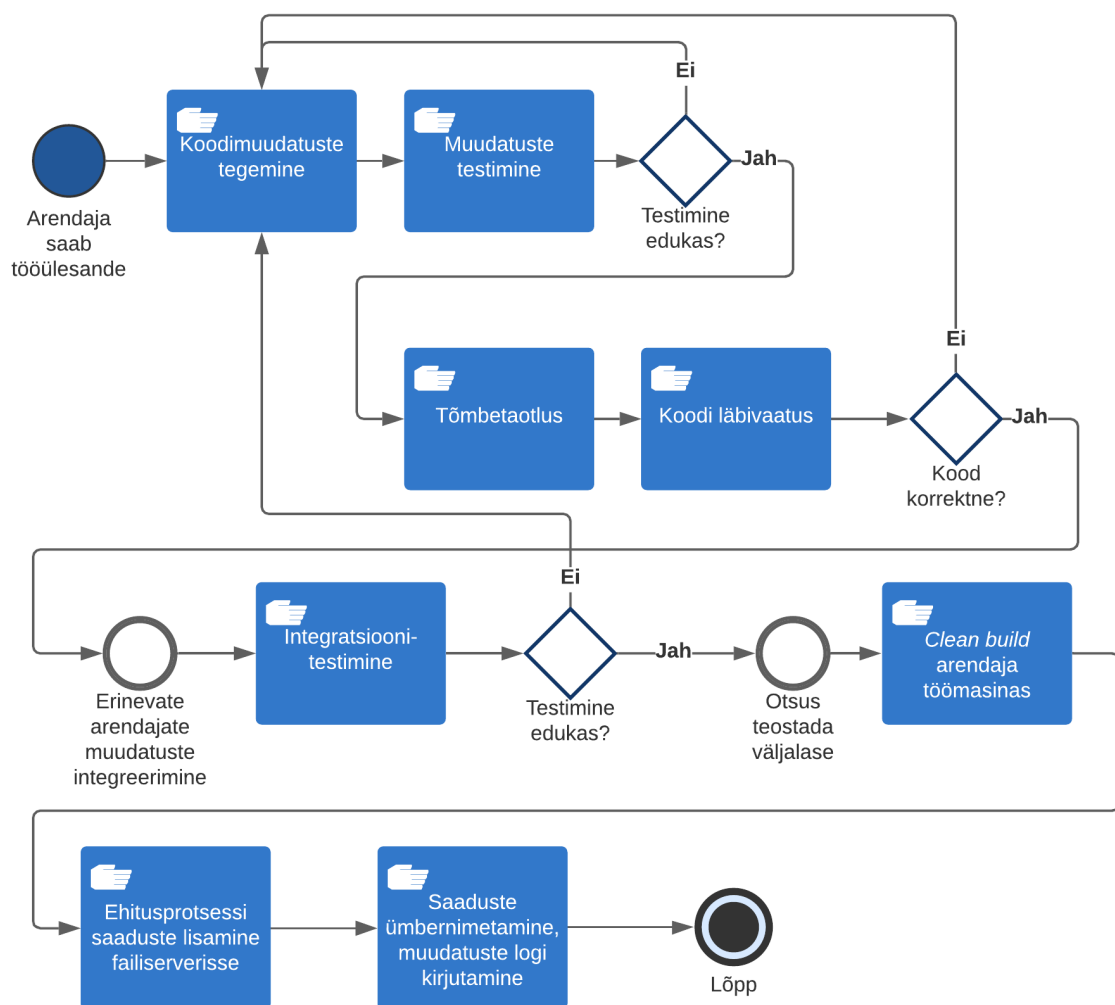 Ei
Koodimuudatuste
tegemine
Muudatuste
testimine
Jah
Arendaja
saab
tööülesande
Testimine
edukas?
Ei
Tõmbetaotlus
Koodi läbivaatus
Jah
Kood
korrektne?
Ei
Integratsiooni-
testimine
Jah
Clean build
arendaja
töömasinas
Erinevate
arendajate
muudatuste
integreerimine
Testimine
edukas?
Otsus
teostada
väljalase
Ehitusprotsessi
saaduste lisamine
failiserverisse
Saaduste
ümbernimetamine,
muudatuste logi
kirjutamine
Lõpp